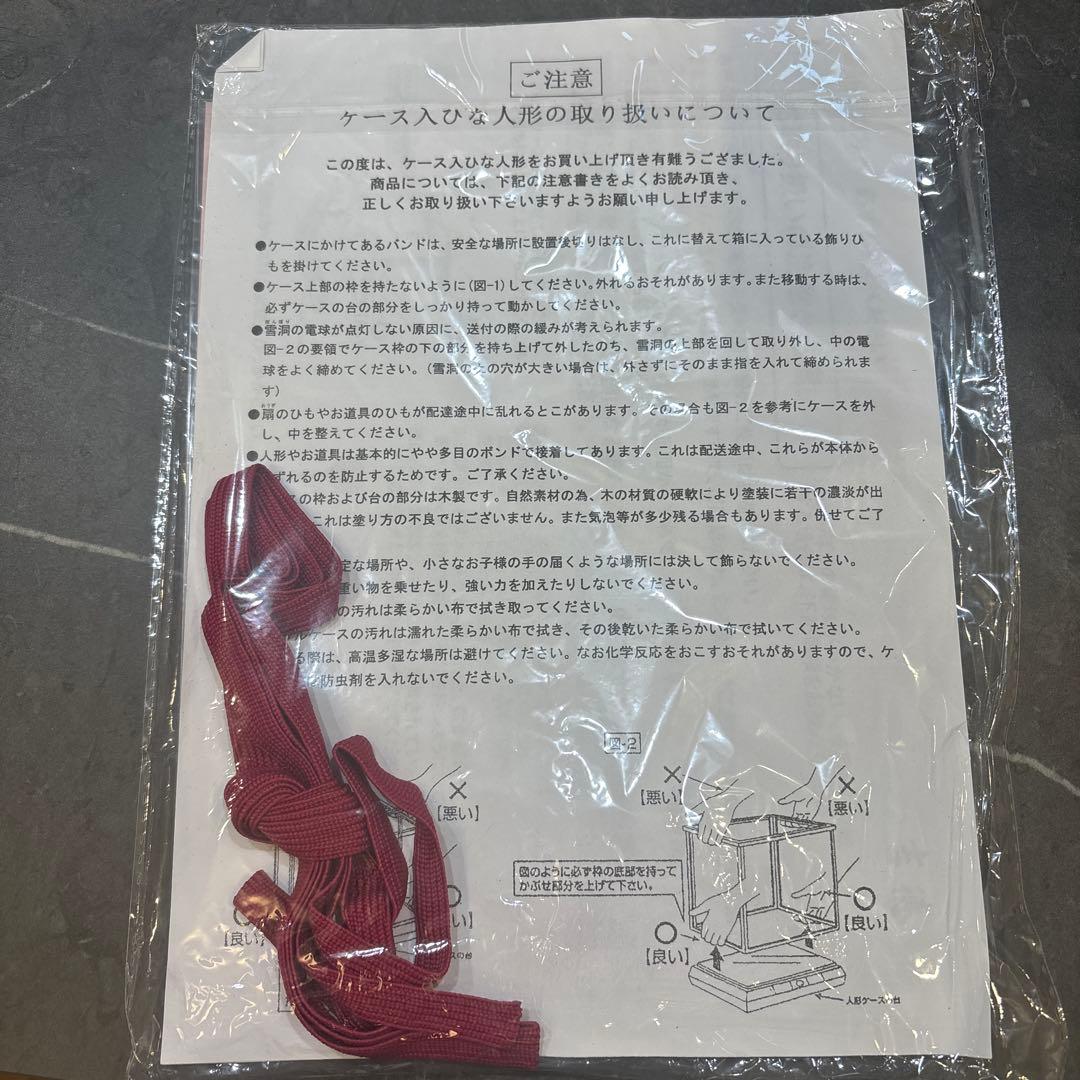 ご注意
ケース入ひな人形の取り扱いについて
この度は、ケース入ひな人形をお買い上げ頂き有難うござました。
商品については、下記の注意書きをよくお読み頂き、
正しくお取り扱い下さいますようお願い申し上げます。
●ケースにかけてあるバンドは、安全な場所に設置後切りはなし、これに替えて箱に入っている飾りひ
もを掛けてください。
●ケース上部の枠を持たないように(図-1)してください。外れるおそれがあります。また移動する時は、
必ずケースの台の部分をしっかり持って動かしてください。
●雪洞の電球が点灯しない原因に、送付の際の緩みが考えられます。
図-2の要領でケース枠の下の部分を持ち上げて外したのち、雪洞の上部を回して取り外し、中の電
球をよく締めてください。(雪洞の上の穴が大きい場合は、外さずにそのまま指を入れて締められま
す)
●扇のひもやお道具のひもが配達途中に乱れるとこがあります。その場合も図-2を参考にケースを外
し、中を整えてください。
●人形やお道具は基本的にやや多目のボンドで接着してあります。これは配送途中、これらが本体から
ずれるのを防止するためです。ご了承ください。
の枠および台の部分は木製です。自然素材の為、木の材質の硬軟により塗装に若干の濃淡が出
これは塗り方の不良ではございません。また気泡等が多少残る場合もあります。併せてご了
定な場所や、小さなお子様の手の届くような場所には決して飾らないでください。
重い物を乗せたり、強い力を加えたりしないでください。
の汚れは柔らかい布で拭き取ってください。
ルケースの汚れは濡れた柔らかい布で拭き、その後乾いた柔らかい布で拭いてください。
る際は、高温多湿な場所は避けてください。なお化学反応をおこすおそれがありますので、ケ
防虫剤を入れないでください。
図-2
×
【悪い】
×
【悪い】
×
【悪い】
図のように必ず枠の底部を持って
かぶせ部分を上げて下さい。
○
【良い】
○
【良い】
○
【良い】
○
【良い】
スの台
人形ケースの台